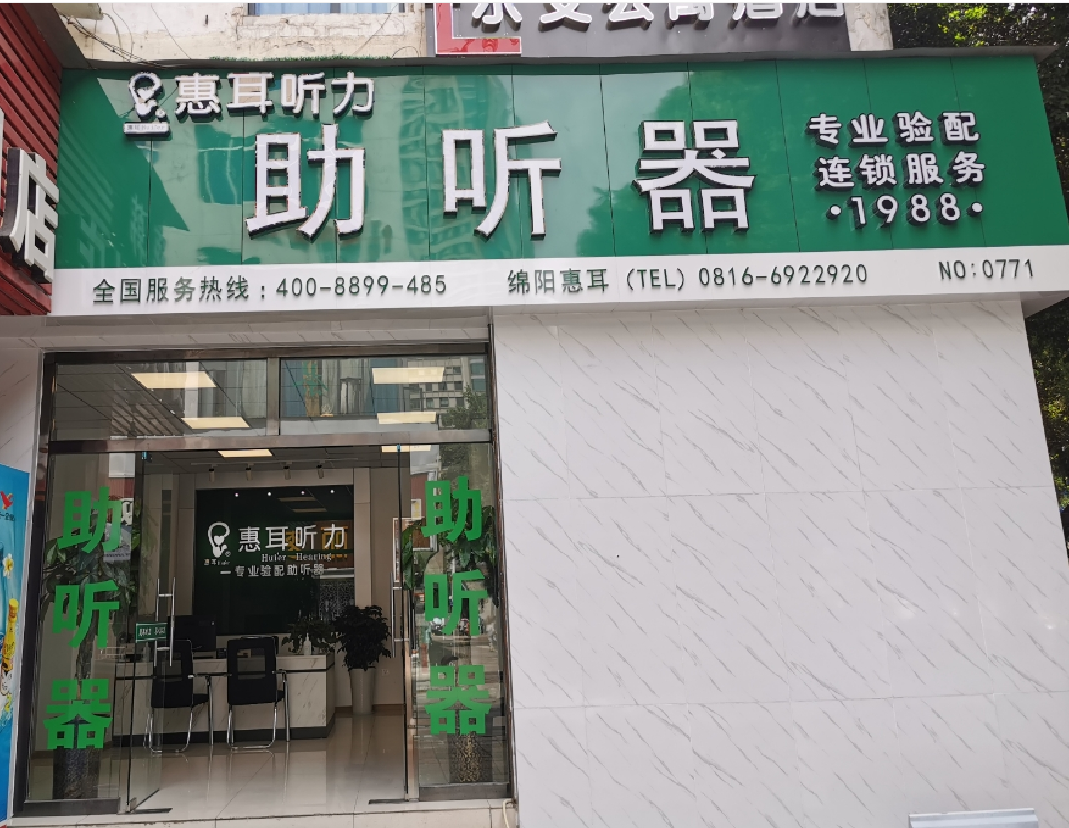 惠耳听力
助听器
专业验配
连锁服务
·1988·
全国服务热线：400-8899-485
绵阳惠耳（TEL）0816-6922920
NO:0771
店
助听器
惠耳听力
Huier Hearing
专业验配助听器
助听器